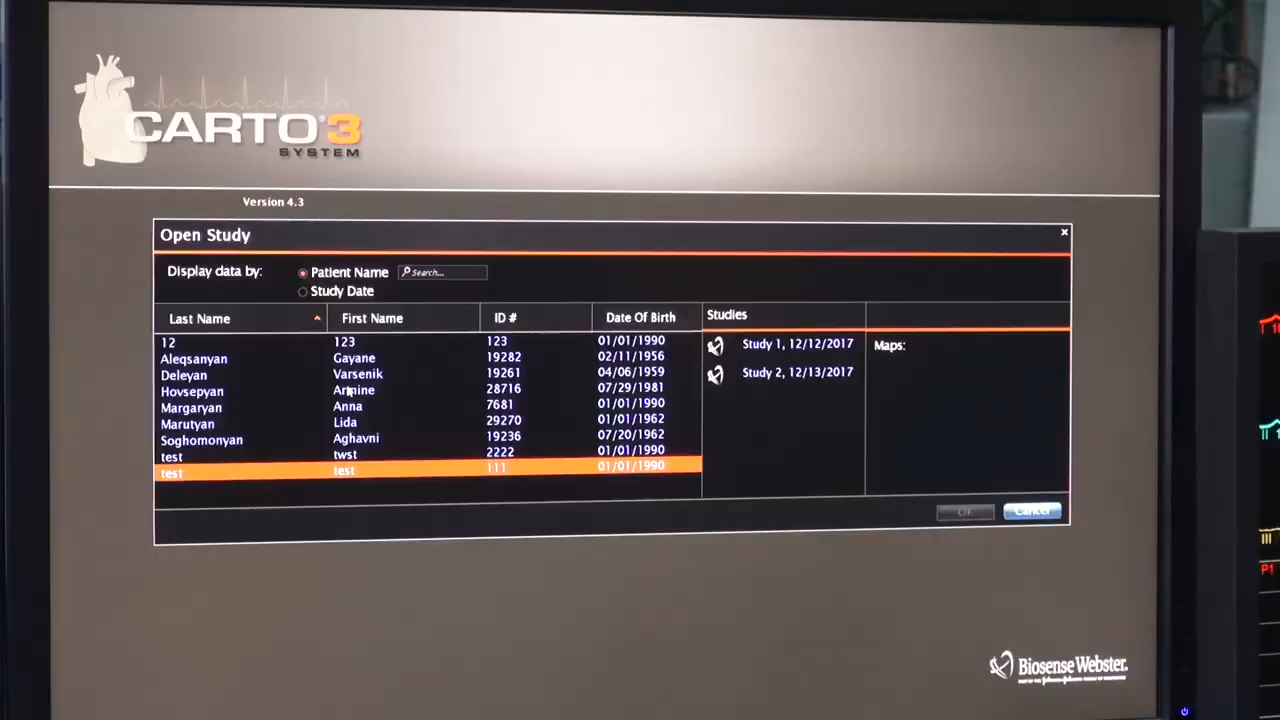 CARTO® 3
SYSTEM
Version 4.3
Open Study
x
Display data by:
Patient Name
Search...
Study Date
Last Name First Name ID # Date Of Birth Studies
12 123 123 01/01/1990
Aleqsanyan Gayane 19282 02/11/1956
Deleyan Varsenik 19261 04/06/1959
Hovsepyan Armine 28716 07/29/1981
Margaryan Anna 7681 01/01/1990
Marutyan Lida 29270 01/01/1962
Soghomonyan Aghavni 19236 07/20/1962
test twst 2222 01/01/1990
test test 111 01/01/1990
Study 1, 12/12/2017
Study 2, 12/13/2017
Maps:
OK Cancel
Biosense Webster.
II
III
P1